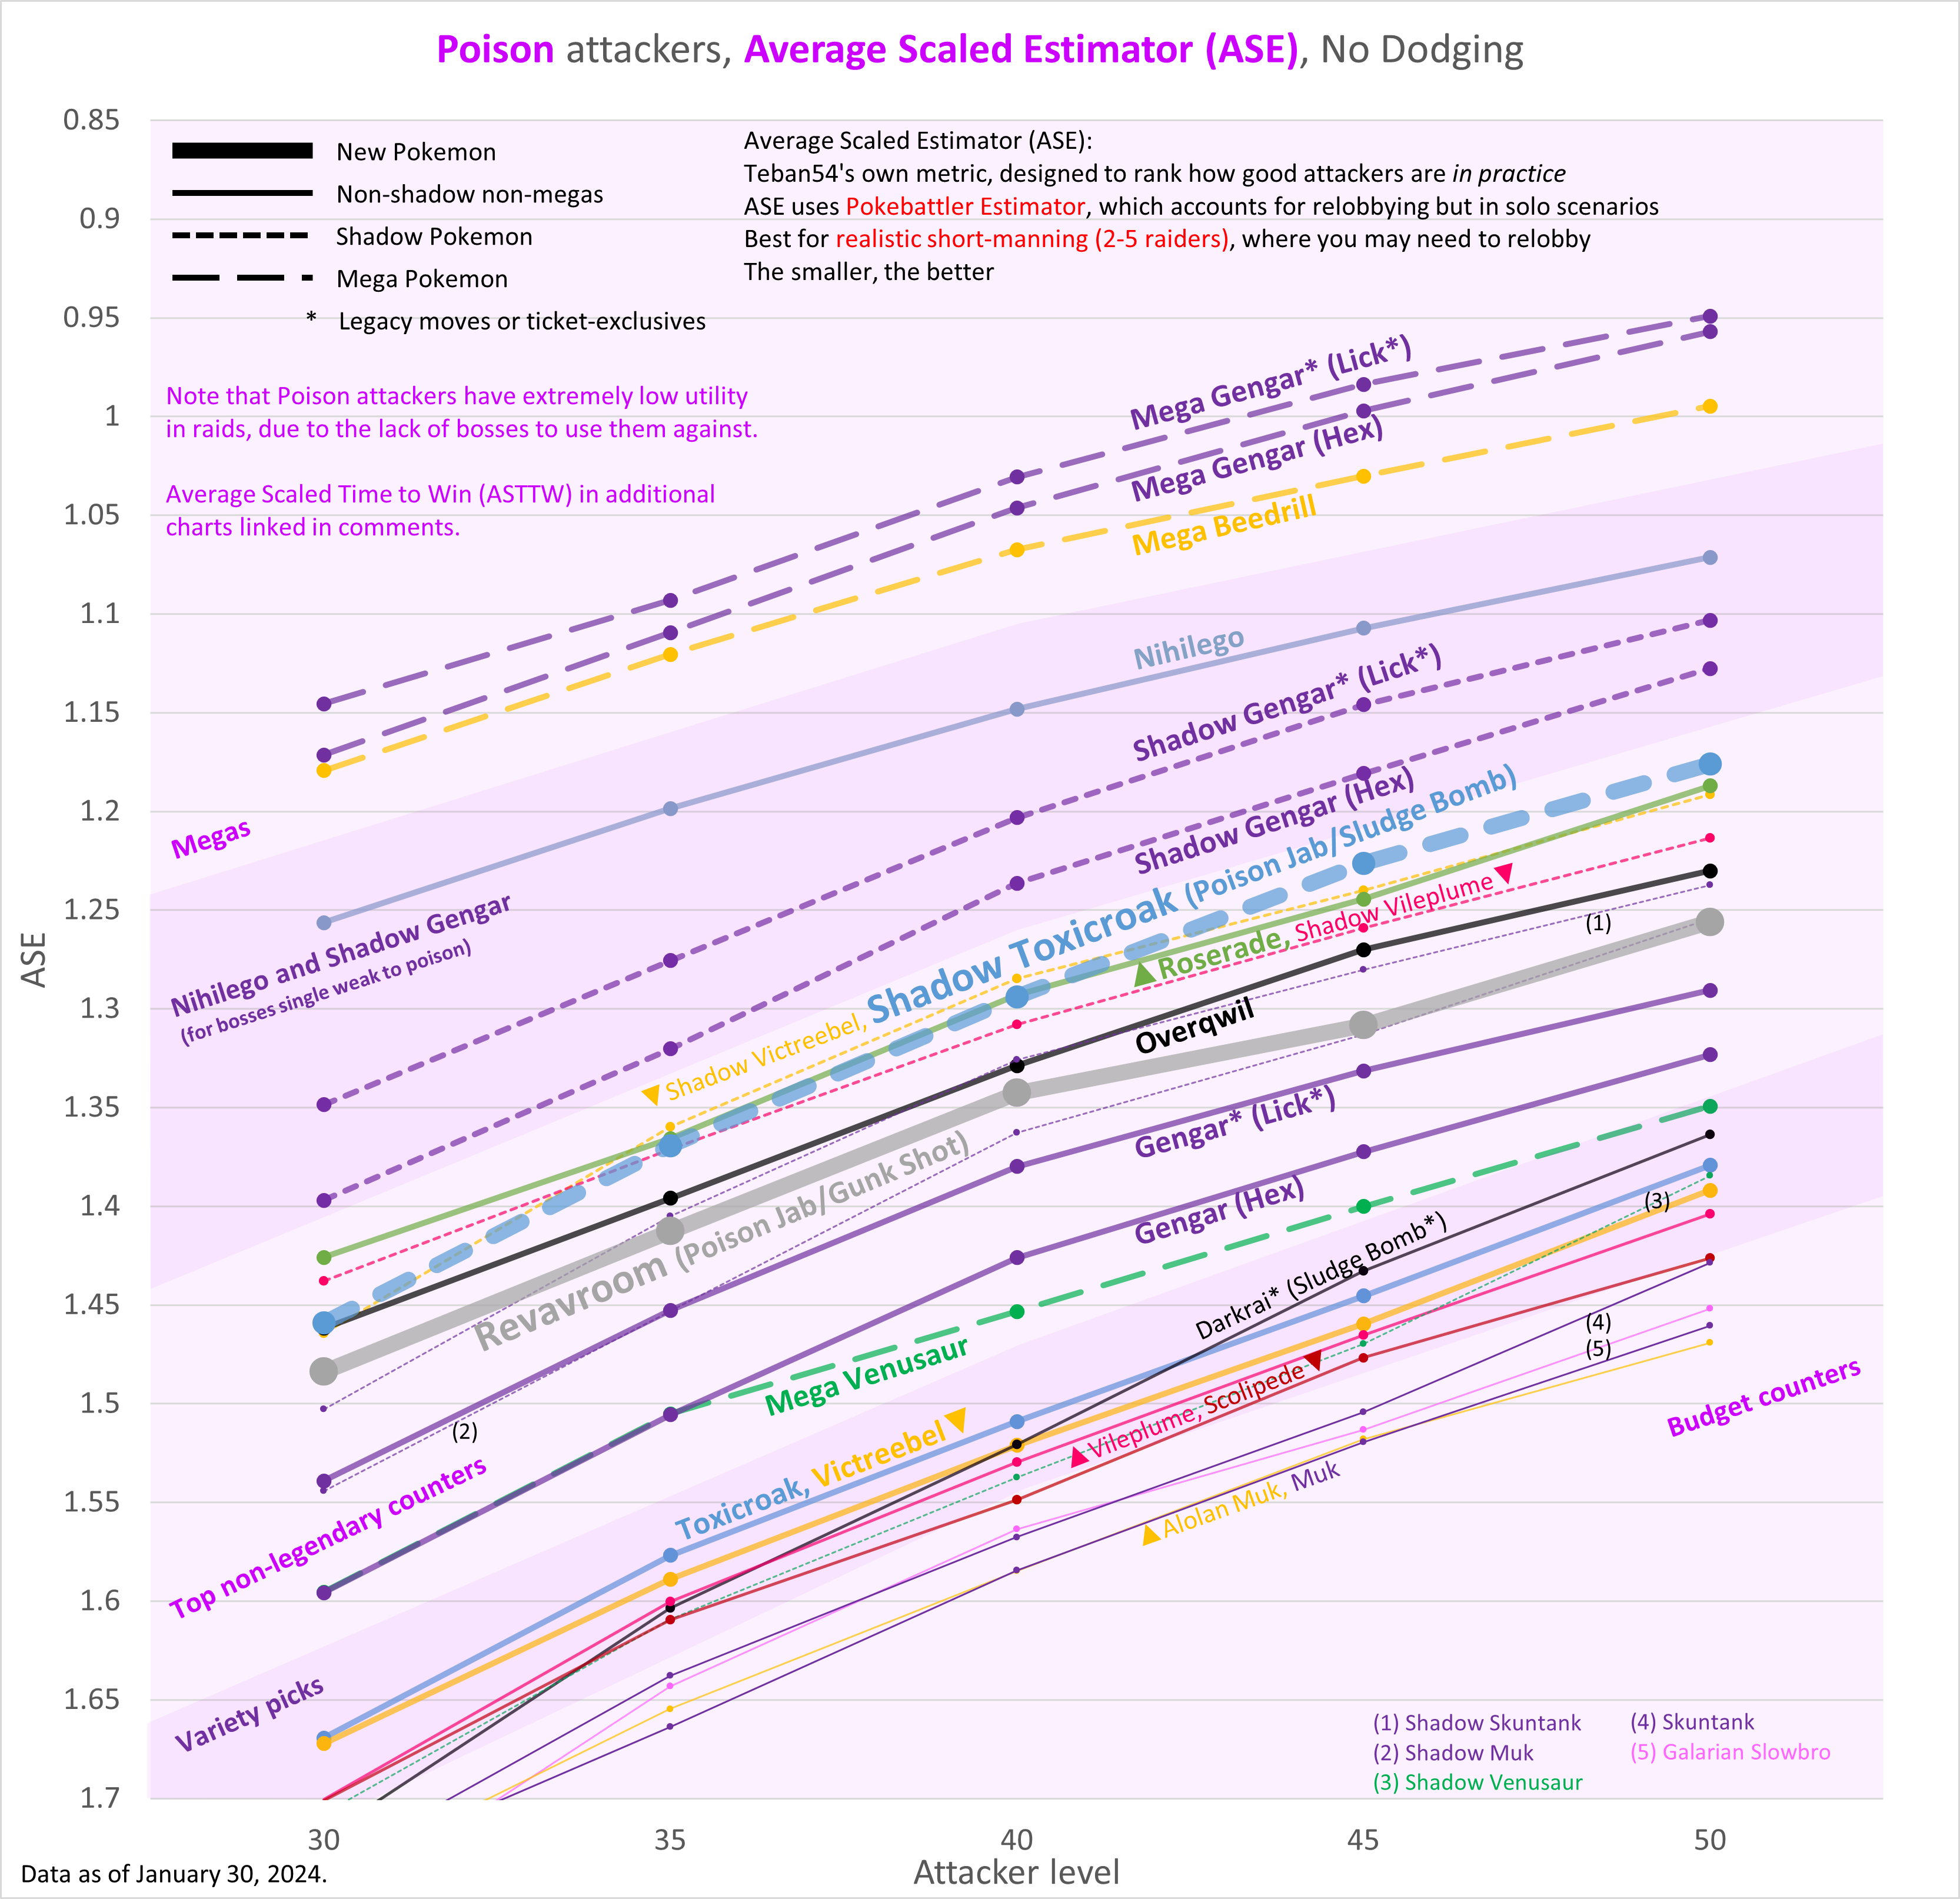 Poison attackers, Average Scaled Estimator (ASE), No Dodging
0.85
0.9
0.95
1
1.05
1.1
1.15
1.2
1.25
1.3
1.35
1.4
1.45
1.5
1.55
1.6
1.65
1.7
ASE
New Pokemon
Non-shadow non-megas
Shadow Pokemon
Mega Pokemon
* Legacy moves or ticket-exclusives
Average Scaled Estimator (ASE):
Teban54's own metric, designed to rank how good attackers are in practice
ASE uses Pokebattler Estimator, which accounts for relobbying but in solo scenarios
Best for realistic short-manning (2-5 raiders), where you may need to relobby
The smaller, the better
Note that Poison attackers have extremely low utility
in raids, due to the lack of bosses to use them against.
Average Scaled Time to Win (ASTTW) in additional
charts linked in comments.
Mega Gengar* (Lick*)
Mega Gengar (Hex)
Mega Beedrill
Nihilego
Shadow Gengar* (Lick*)
Shadow Gengar (Hex)
Megas
Nihilego and Shadow Gengar
(for bosses single weak to poison)
Shadow Victreebel, Shadow Toxicroak (Poison Jab/Sludge Bomb)
Roserade, Shadow Vileplume
(1)
Overqwil
Revavroom (Poison Jab/Gunk Shot)
Gengar* (Lick*)
Gengar (Hex)
(2)
Mega Venusaur
Darkrai* (Sludge Bomb*)
(3)
Top non-legendary counters
Toxicroak, Victreebel
Vileplume, Scolipede
(4)
(5)
Alolan Muk, Muk
Budget counters
Variety picks
(1) Shadow Skuntank
(2) Shadow Muk
(3) Shadow Venusaur
(4) Skuntank
(5) Galarian Slowbro
30
35
40
45
50
Attacker level
Data as of January 30, 2024.